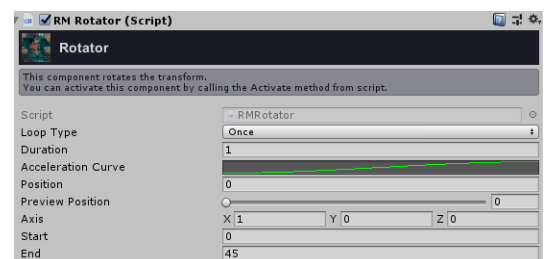 RM Rotator (Script)
Rotator
This component rotates the transform.
You can activate this component by calling the Activate method from script.
Script RMRotator
Loop Type Once
Duration 1
Acceleration Curve
Position 0
Preview Position 0
Axis X 1 Y 0 Z 0
Start 0
End 45